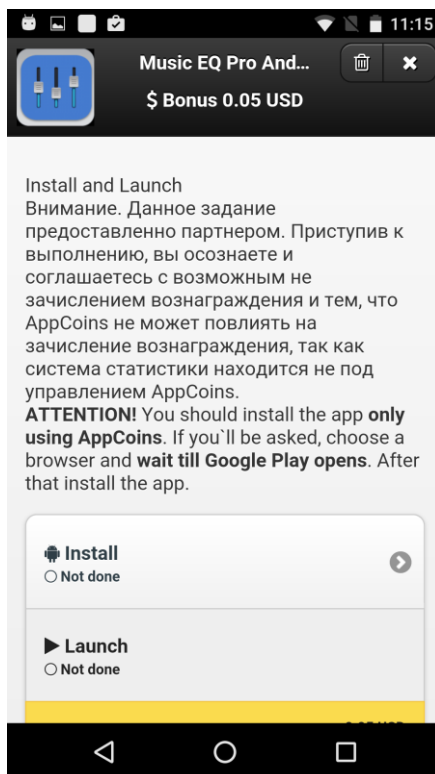 11:15
Music EQ Pro And...
$ Bonus 0.05 USD
Install and Launch
Внимание. Данное задание
предоставленно партнером. Приступив к
выполнению, вы осознаете и
соглашаетесь с возможным не
зачислением вознаграждения и тем, что
AppCoins не может повлиять на
зачисление вознаграждения, так как
система статистики находится не под
управлением AppCoins.
ATTENTION! You should install the app only
using AppCoins. If you`ll be asked, choose a
browser and wait till Google Play opens. After
that install the app.
Install
Not done
Launch
Not done